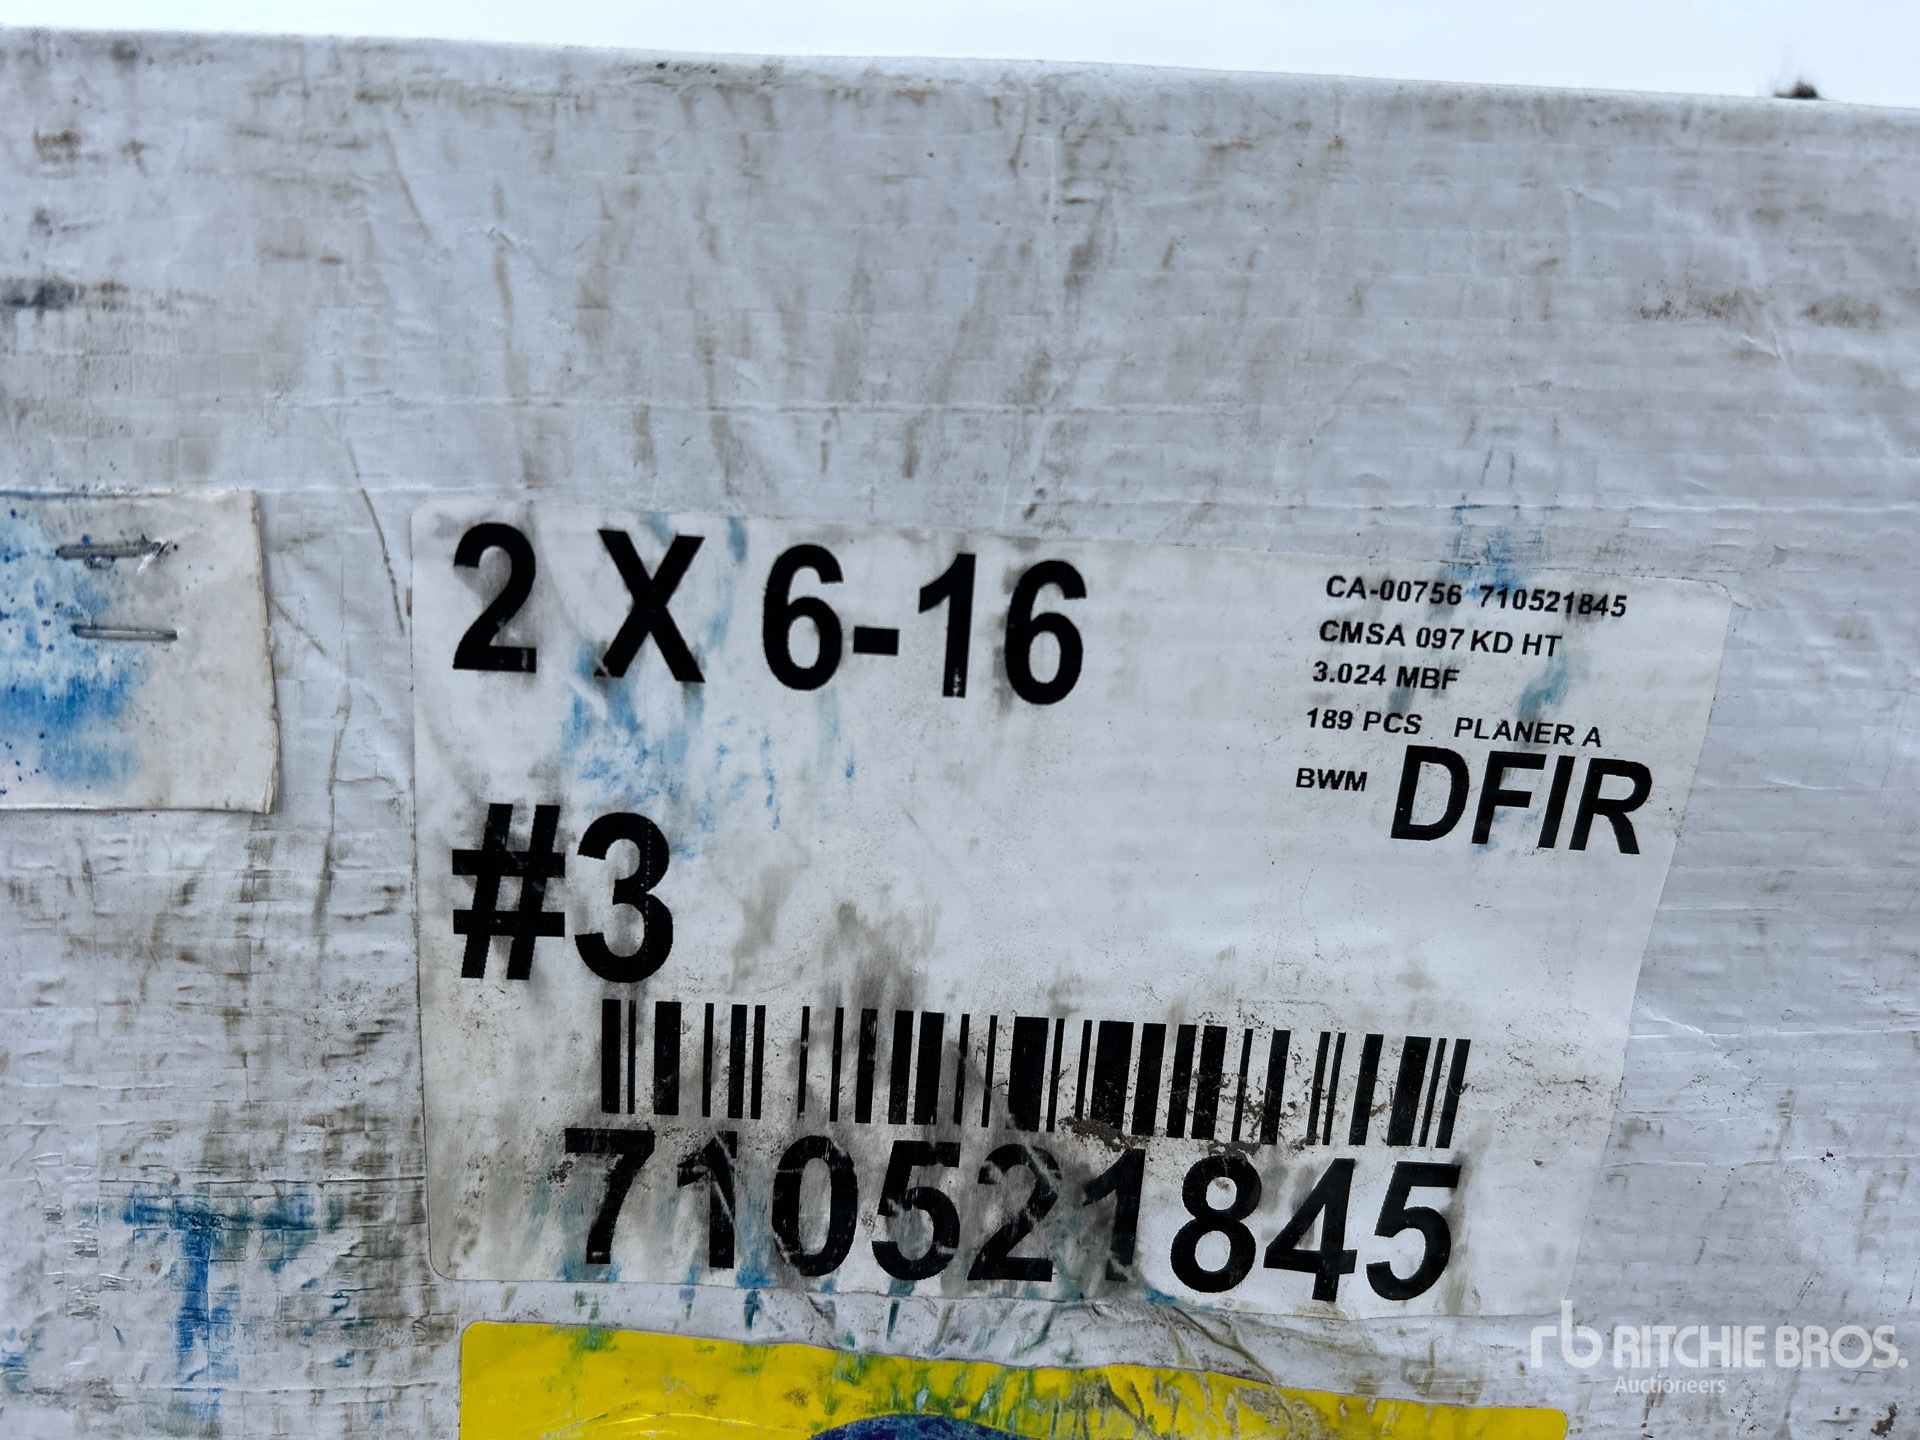 2 X 6-16
CA-00756 710521845
CMSA 097 KD HT
3.024 MBF
189 PCS PLANER A
BWM DFIR
#3
710521845
rb RITCHIE BROS.
Auctioneers